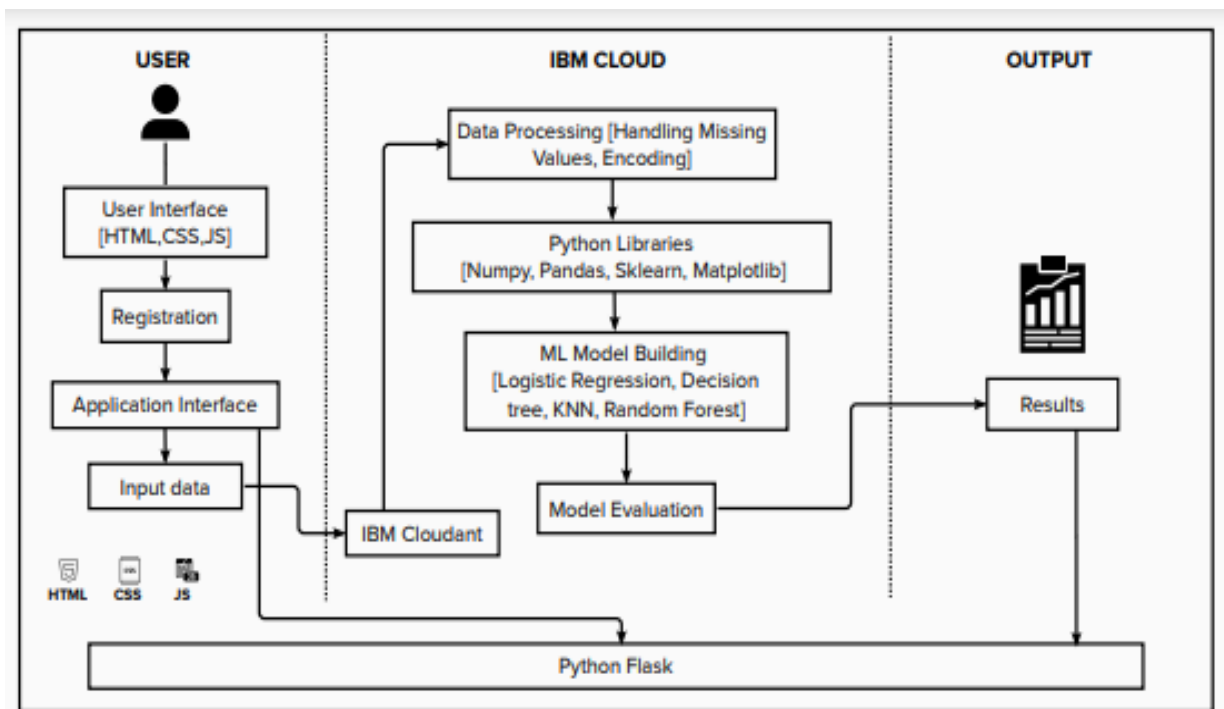 USER
User Interface
[HTML,CSS,JS]
Registration
Application Interface
Input data
HTML
CSS
JS
IBM CLOUD
Data Processing [Handling Missing
Values, Encoding]
Python Libraries
[Numpy, Pandas, Sklearn, Matplotlib]
ML Model Building
[Logistic Regression, Decision
tree, KNN, Random Forest]
Model Evaluation
IBM Cloudant
OUTPUT
Results
Python Flask